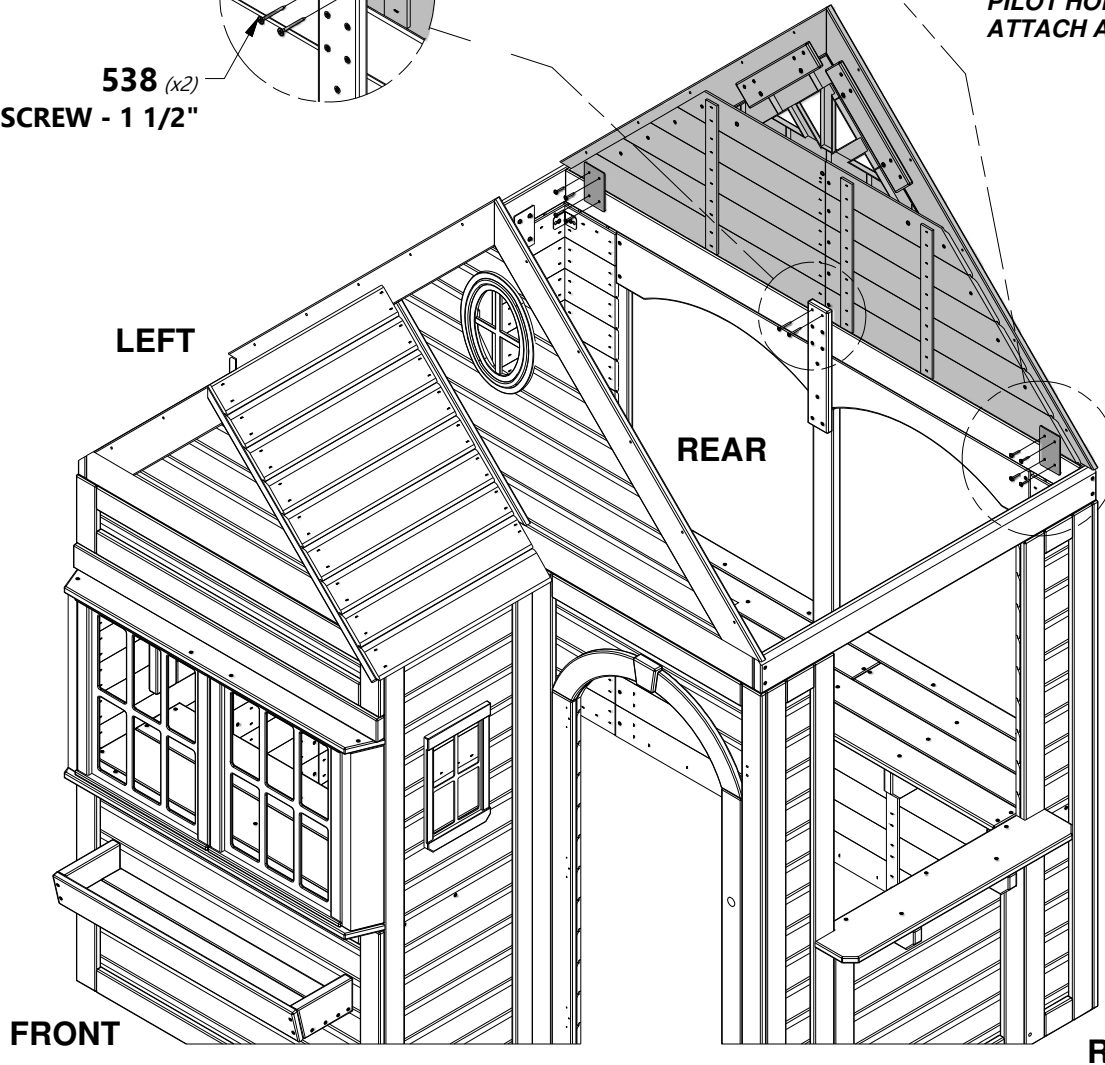 PILOT HO
ATTACH A
538 (x2)
SCREW - 1 1/2"
LEFT
REAR
FRONT
R